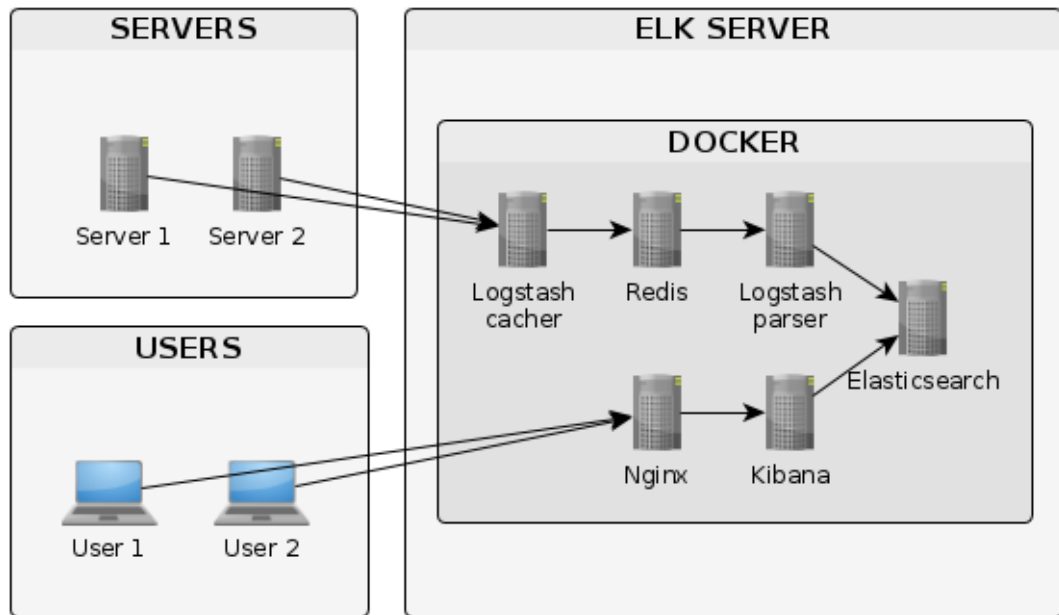 SERVERS
Server 1
Server 2
USERS
User 1
User 2
ELK SERVER
DOCKER
Logstash
cacher
Redis
Logstash
parser
Elasticsearch
Nginx
Kibana